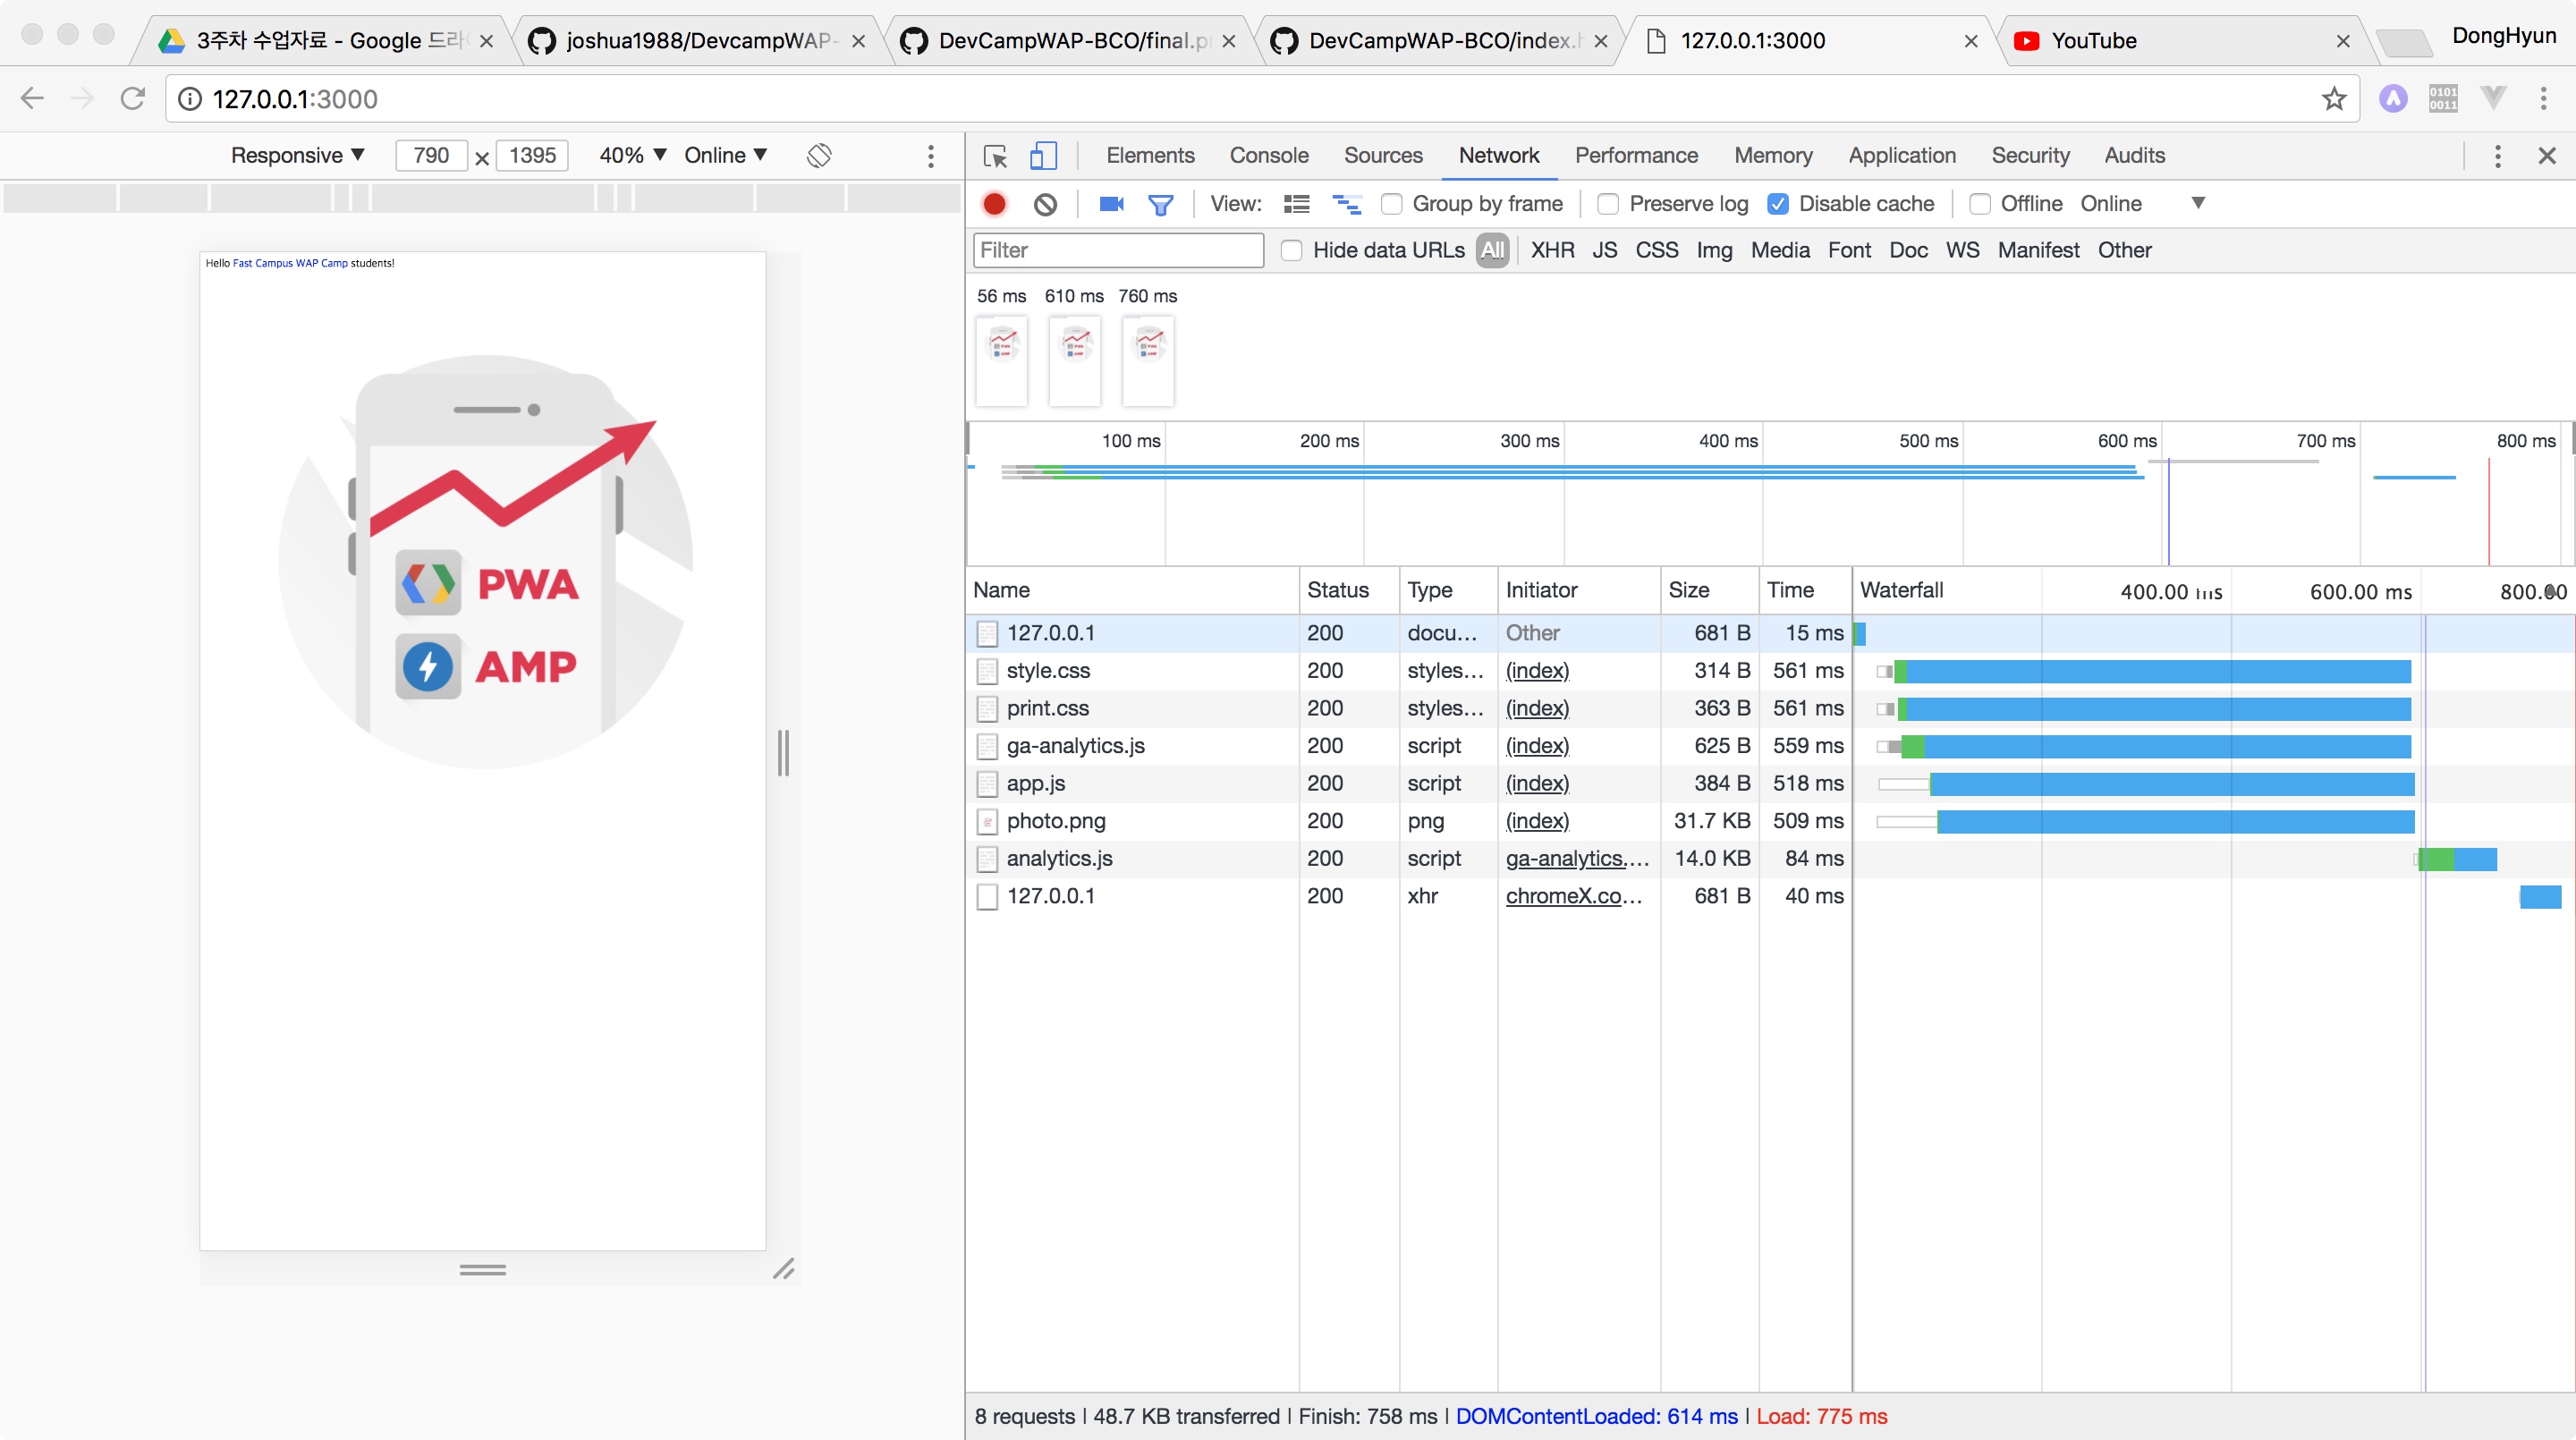 3주차 수업자료 - Google 드라
joshua1988/DevcampWAP-
DevCampWAP-BCO/final.pr
DevCampWAP-BCO/index.h
127.0.0.1:3000
YouTube
DongHyun
127.0.0.1:3000
0101
0011
Responsive ▼ 790 × 1395 40% ▼ Online ▼
Elements Console Sources Network Performance Memory Application Security Audits
View: Group by frame Preserve log Disable cache Offline Online ▼
Filter Hide data URLs All XHR JS CSS Img Media Font Doc WS Manifest Other
Hello Fast Campus WAP Camp students!
PWA
AMP
56 ms 610 ms 760 ms
100 ms 200 ms 300 ms 400 ms 500 ms 600 ms 700 ms 800 ms
Name Status Type Initiator Size Time Waterfall 400.00 ms 600.00 ms 800.00
127.0.0.1 200 docu... Other 681 B 15 ms
style.css 200 styles... (index) 314 B 561 ms
print.css 200 styles... (index) 363 B 561 ms
ga-analytics.js 200 script (index) 625 B 559 ms
app.js 200 script (index) 384 B 518 ms
photo.png 200 png (index) 31.7 KB 509 ms
analytics.js 200 script ga-analytics.... 14.0 KB 84 ms
127.0.0.1 200 xhr chromeX.co... 681 B 40 ms
8 requests | 48.7 KB transferred | Finish: 758 ms | DOMContentLoaded: 614 ms | Load: 775 ms